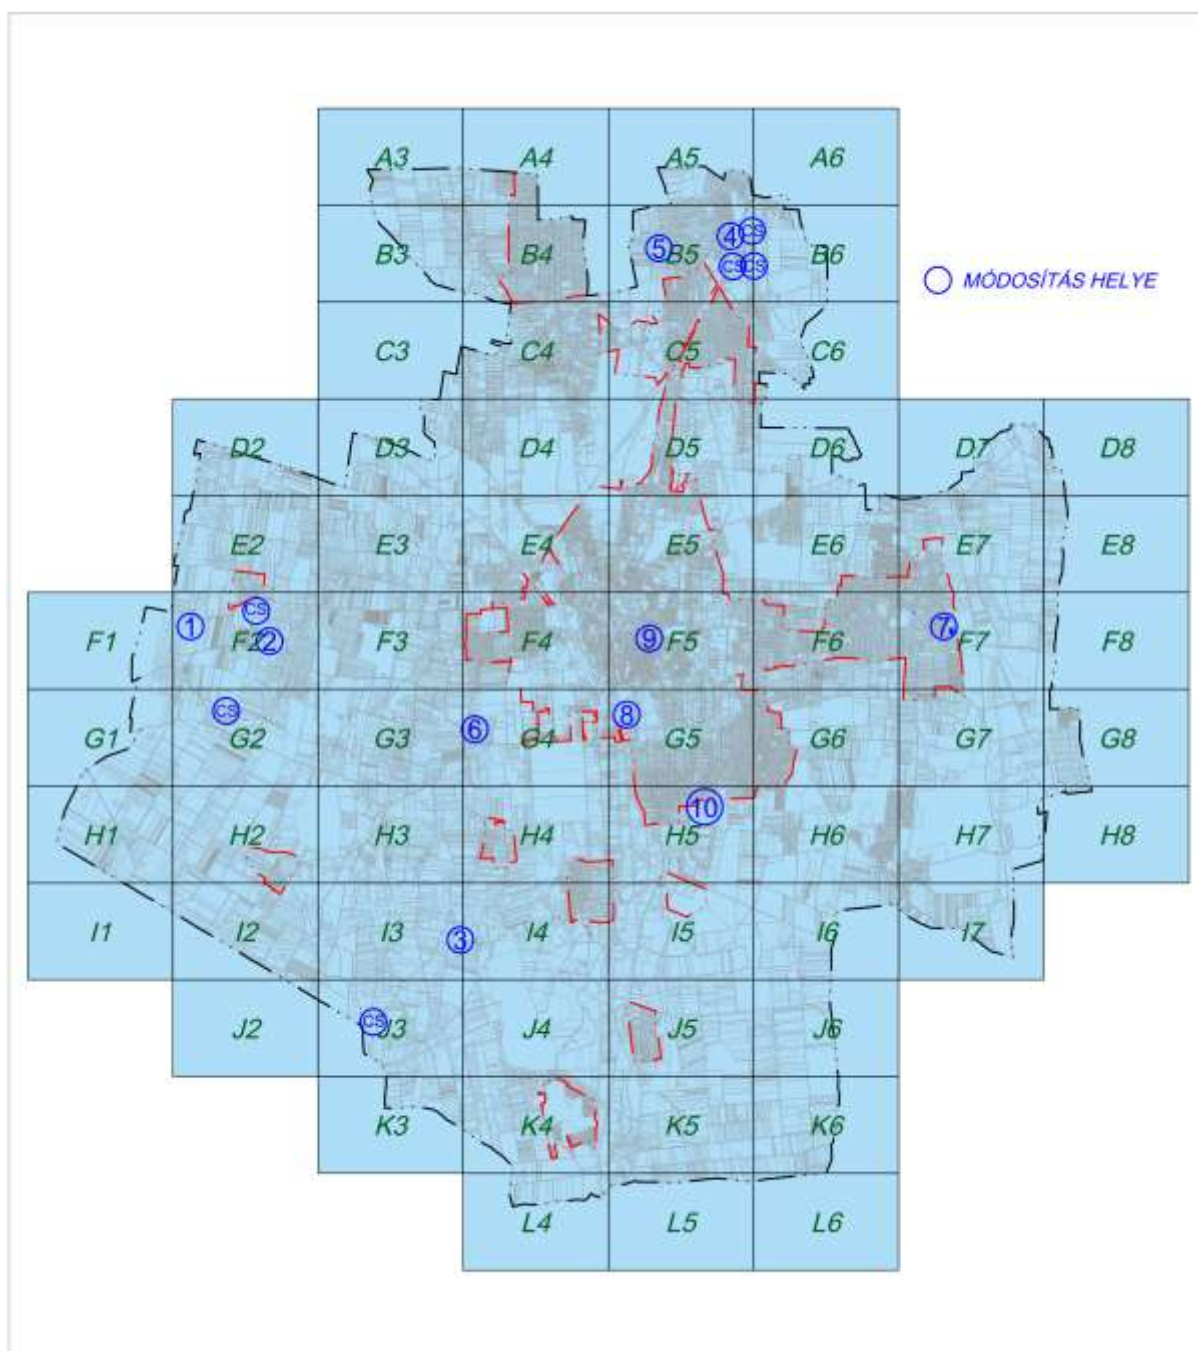 A3 A4 A5 A6
CS
4
5
B3 B4 B5 B6
CS CS
MÓDOSÍTÁS HELYE
C3 C4 C5 C6
D2 D3 D4 D5 D6 D7 D8
E2 E3 E4 E5 E6 E7 E8
CS
1 7
F1 F2 2 F3 F4 9 F5 F6 F7 F8
CS 8
6
G1 G2 G3 G4 G5 G6 G7 G8
10
H1 H2 H3 H4 H5 H6 H7 H8
I1 I2 I3 3 I4 I5 I6 I7
CS
J2 J3 J4 J5 J6
K3 K4 K5 K6
L4 L5 L6